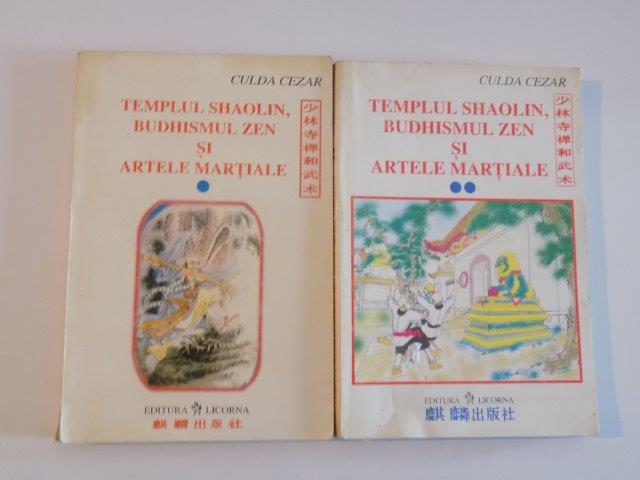 CULDA CEZAR
TEMPLUL SHAOLIN,
BUDHISMUL ZEN
ȘI
ARTELE MARȚIALE
少林寺禅和武术
EDITURA LICORNA
麒麟出版社
CULDA CEZAR
TEMPLUL SHAOLIN,
BUDHISMUL ZEN
ȘI
ARTELE MARȚIALE
少林寺禅和武术
EDITURA LICORNA
麒麟出版社